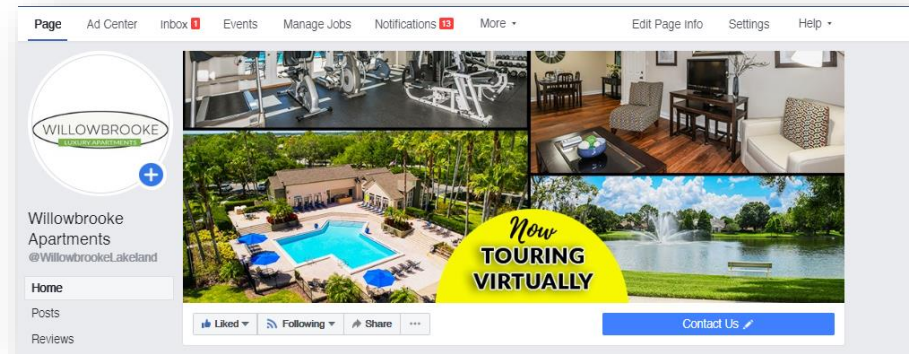 Page Ad Center Inbox 1 Events Manage Jobs Notifications 13 More Edit Page Info Settings Help
WILLOWBROOKE
LUXURY APARTMENTS
Willowbrooke
Apartments
@WillowbrookeLakeland
Home
Posts
Reviews
Now
TOURING
VIRTUALLY
Liked Following Share ... Contact Us